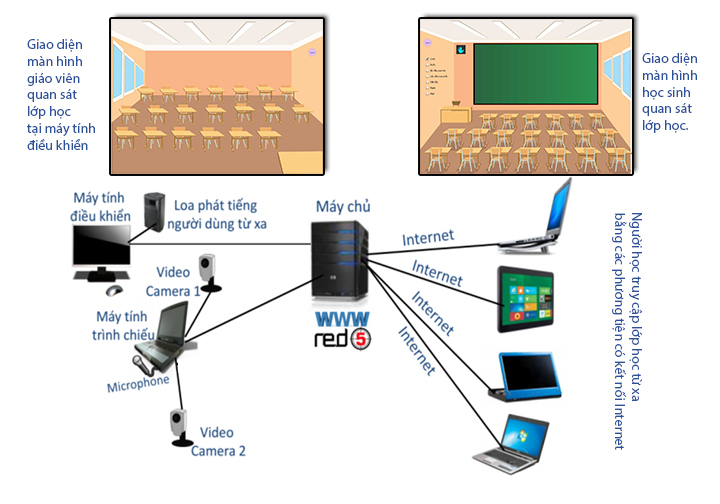 Giao diện
màn hình
giáo viên
quan sát
lớp học
tại máy tính
điều khiển
Giao diện
màn hình
học sinh
quan sát
lớp học.
Máy tính
điều khiển
Loa phát tiếng
người dùng từ xa
Máy chủ
Video
Camera 1
Máy tính
trình chiếu
Microphone
Video
Camera 2
WWW
red5
Internet
Internet
Internet
Internet
Người học truy cập lớp học từ xa
bằng các phương tiện có kết nối Internet